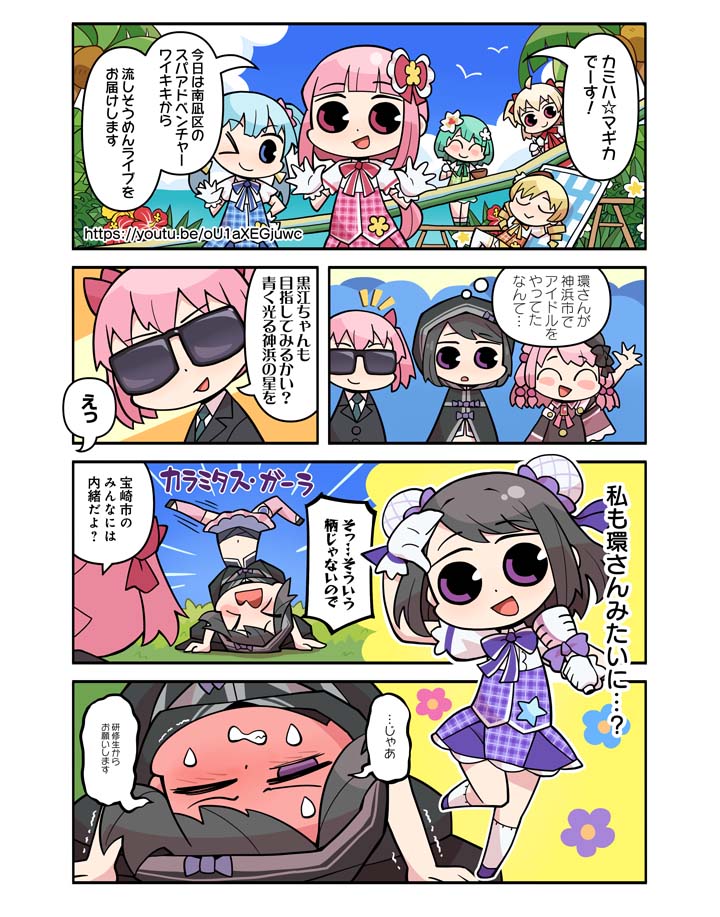 カミハ☆マギカ
でーす!
今日は南凪区の
スパアドベンチャー
ワイキキから
流しそうめんライブを
お届けします
https://youtu.be/oU1aXEGjuwc
環さんが
神浜市で
アイドルを
やってた
なんて…
黒江ちゃんも
目指してみるかい?
青く光る神浜の星を
えっ
私も環さんみたいに…?
そっ…そういう
柄じゃないので
カラミタス・ガーラ
宝崎市の
みんなには
内緒だよ?
…じゃあ
研修生から
お願いします